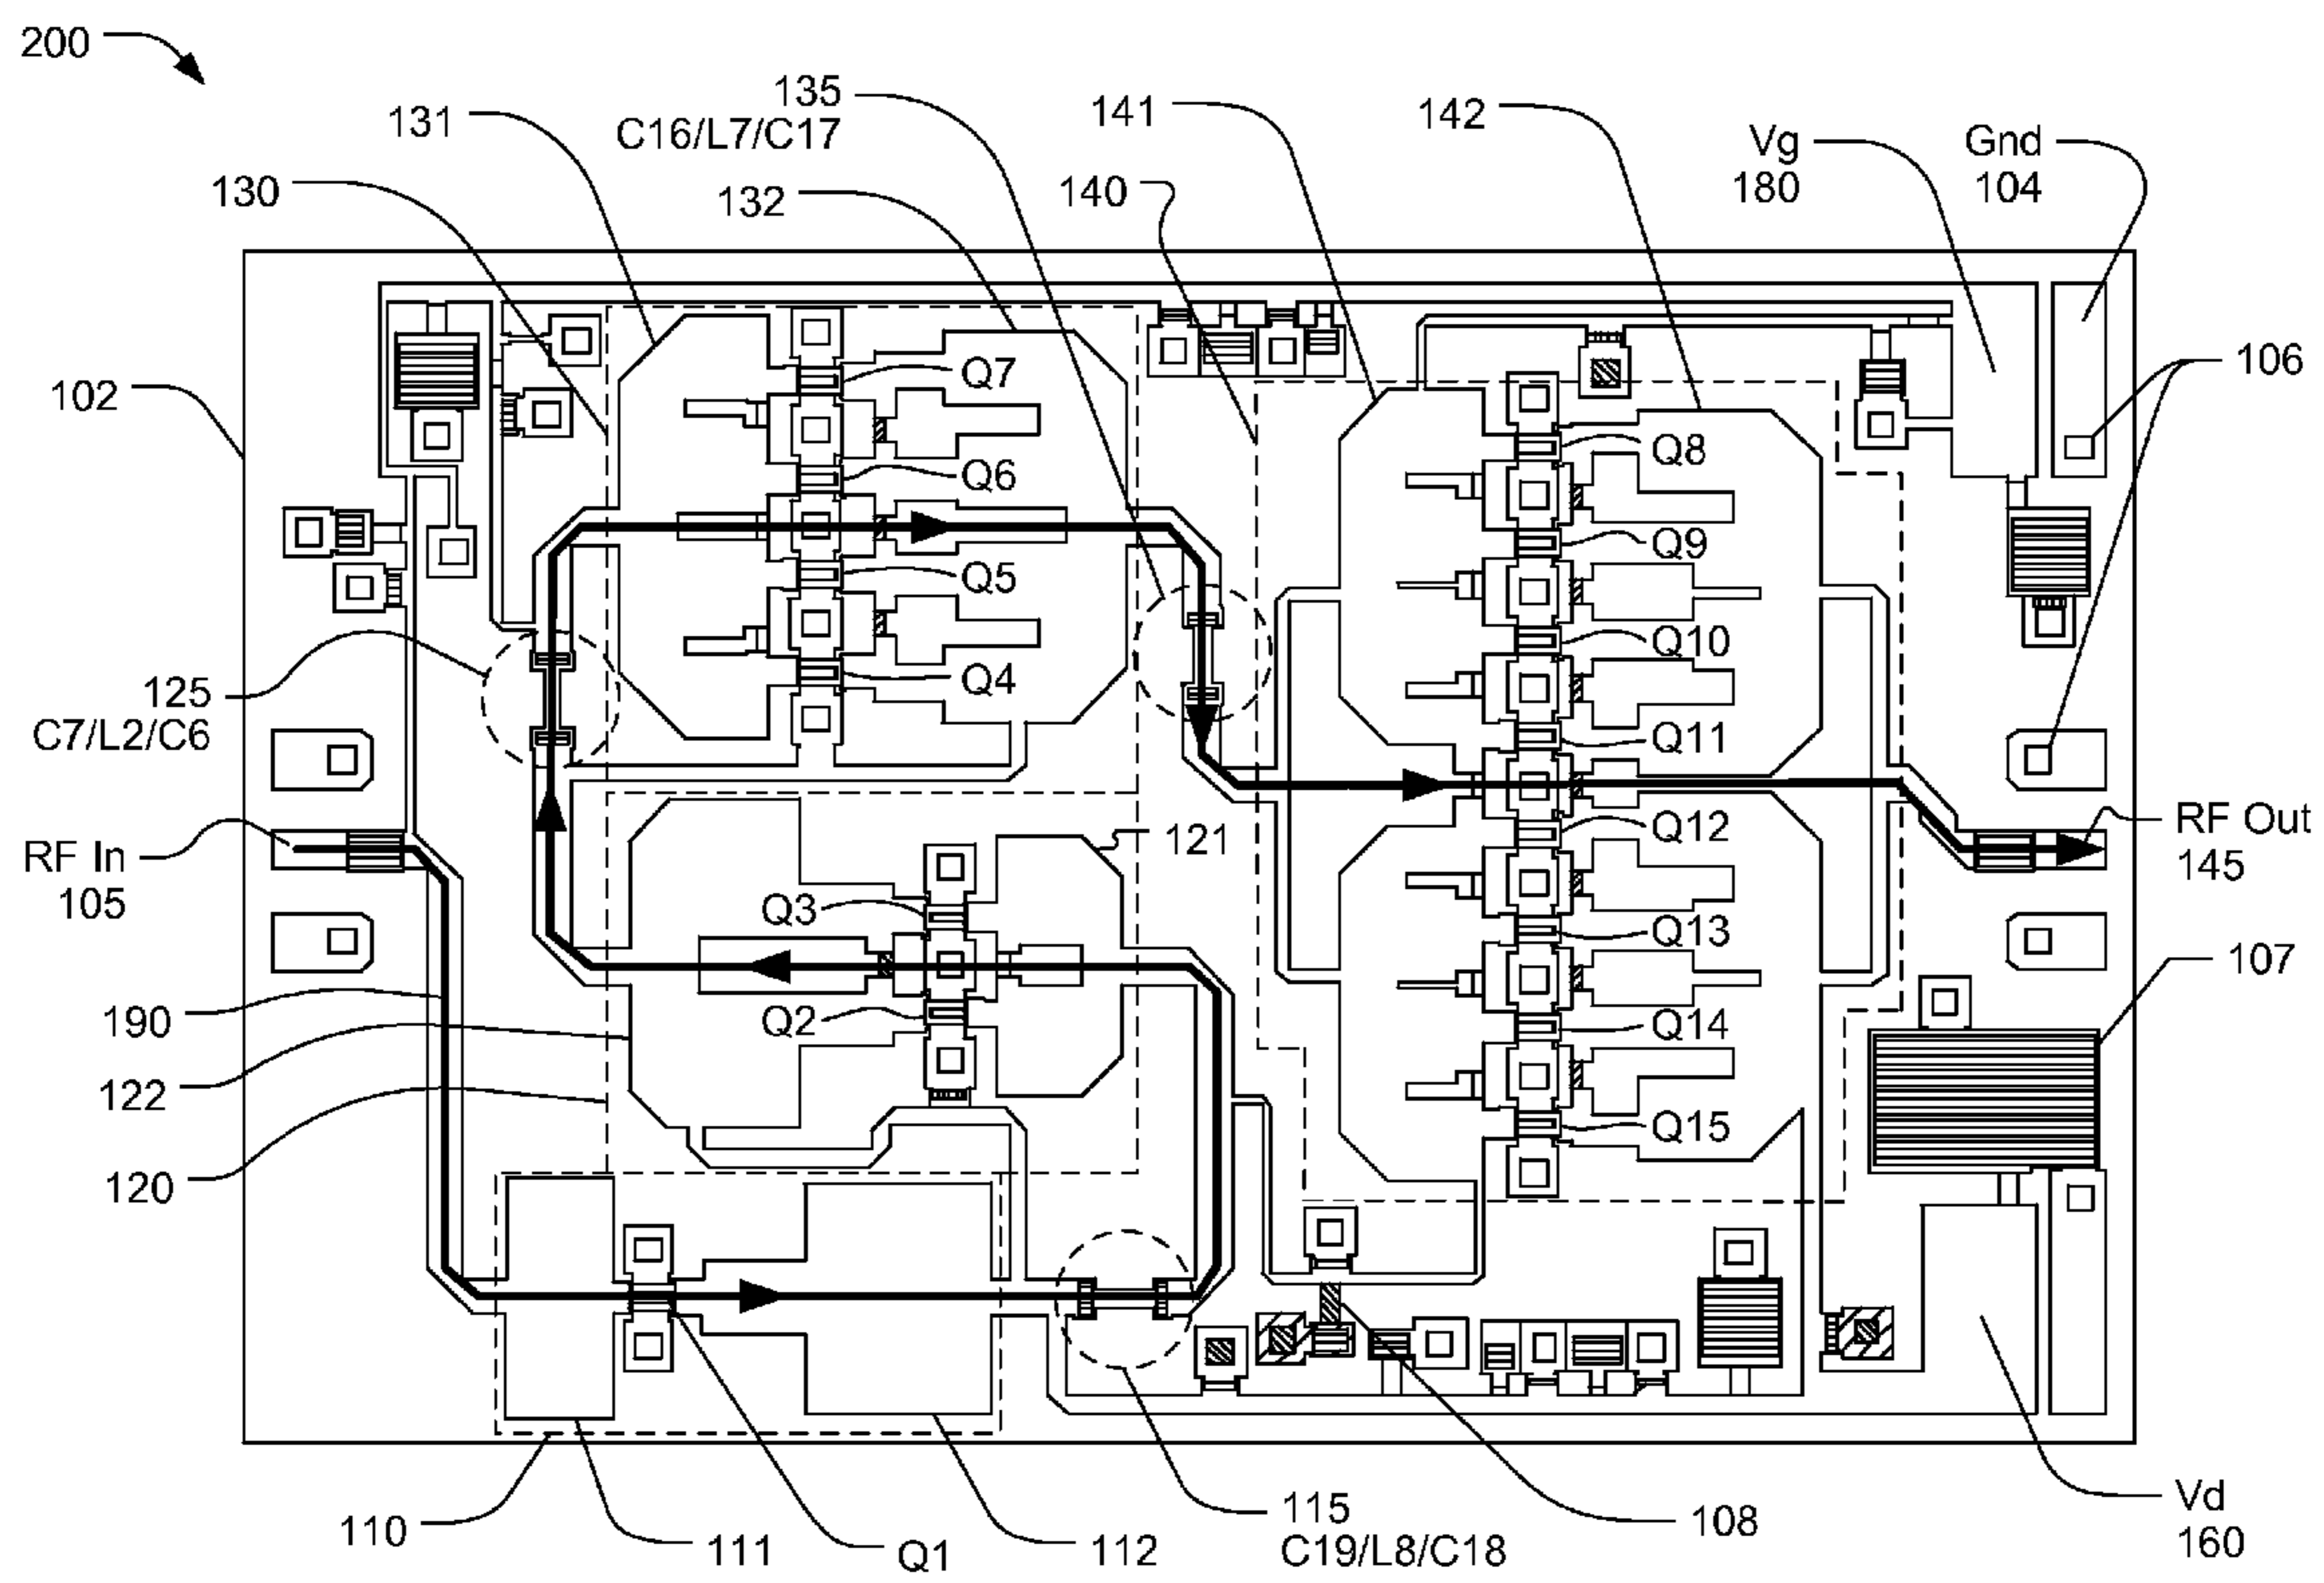 200
131
135
C16/L7/C17
141
142
Vg
180
Gnd
104
130
132
140
106
102
Q7
Q6
Q5
Q4
Q8
Q9
Q10
Q11
Q12
Q13
Q14
Q15
125
C7/L2/C6
121
RF In
105
RF Out
145
Q3
Q2
107
190
122
120
110
111
Q1
112
115
C19/L8/C18
108
Vd
160